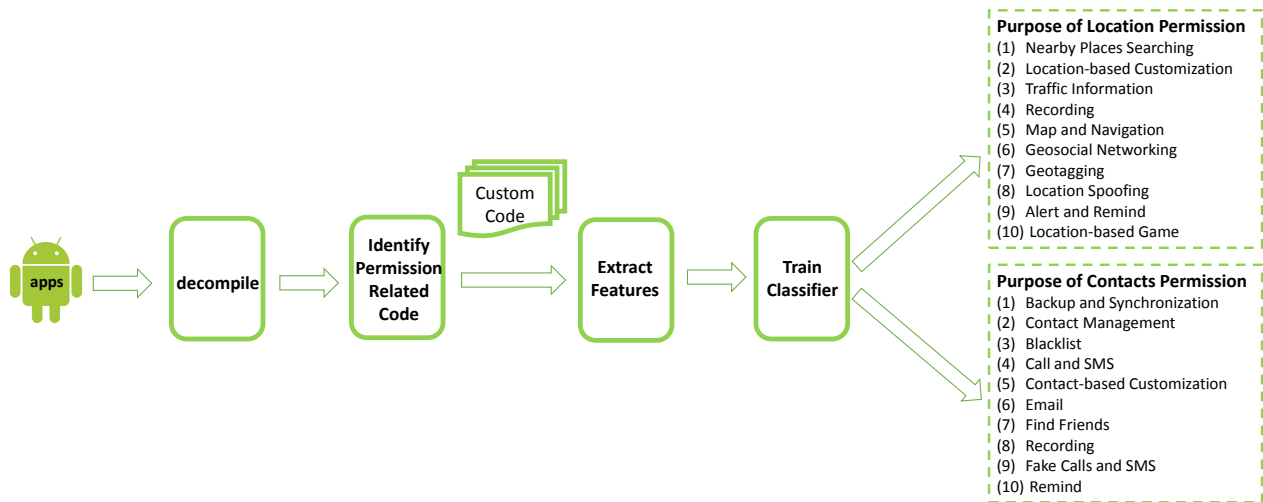 apps
decompile
Identify
Permission
Related
Code
Custom
Code
Extract
Features
Train
Classifier
Purpose of Location Permission
(1) Nearby Places Searching
(2) Location-based Customization
(3) Traffic Information
(4) Recording
(5) Map and Navigation
(6) Geosocial Networking
(7) Geotagging
(8) Location Spoofing
(9) Alert and Remind
(10) Location-based Game
Purpose of Contacts Permission
(1) Backup and Synchronization
(2) Contact Management
(3) Blacklist
(4) Call and SMS
(5) Contact-based Customization
(6) Email
(7) Find Friends
(8) Recording
(9) Fake Calls and SMS
(10) Remind